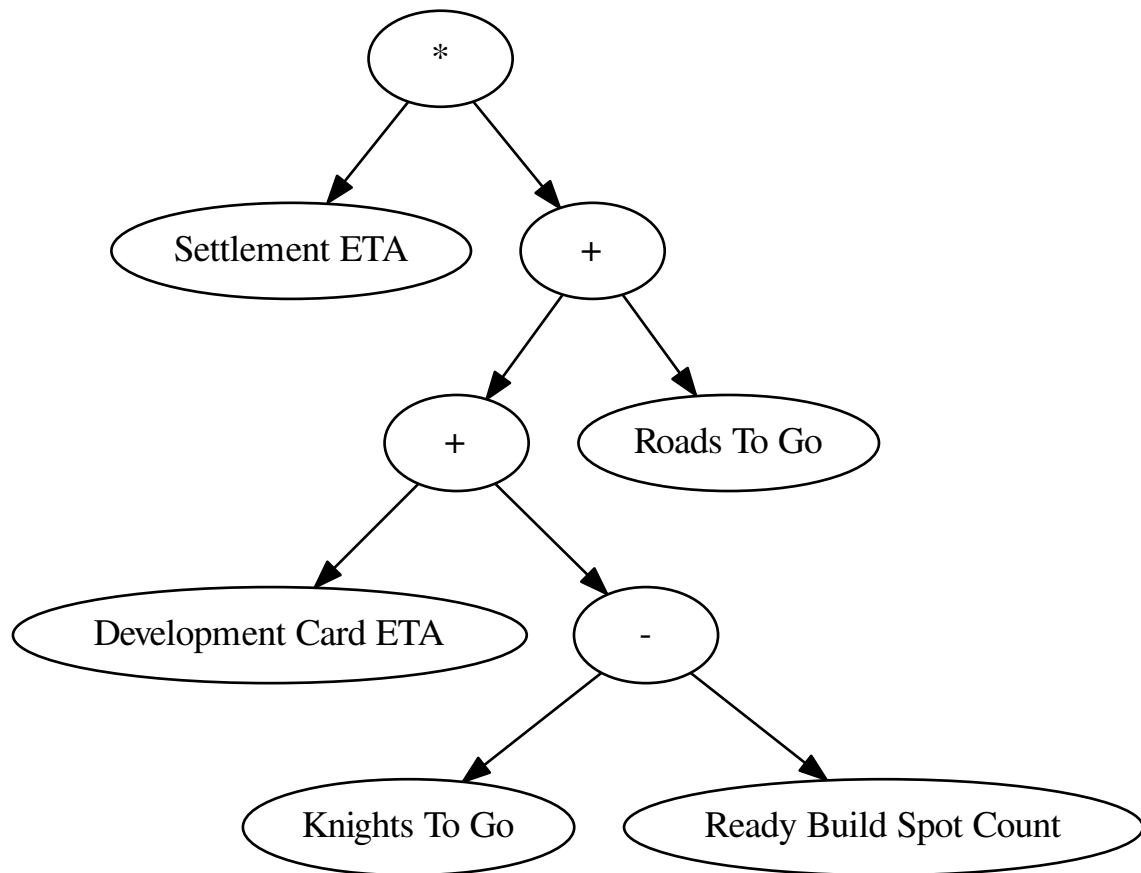 *
Settlement ETA
+
+
Roads To Go
Development Card ETA
-
Knights To Go
Ready Build Spot Count